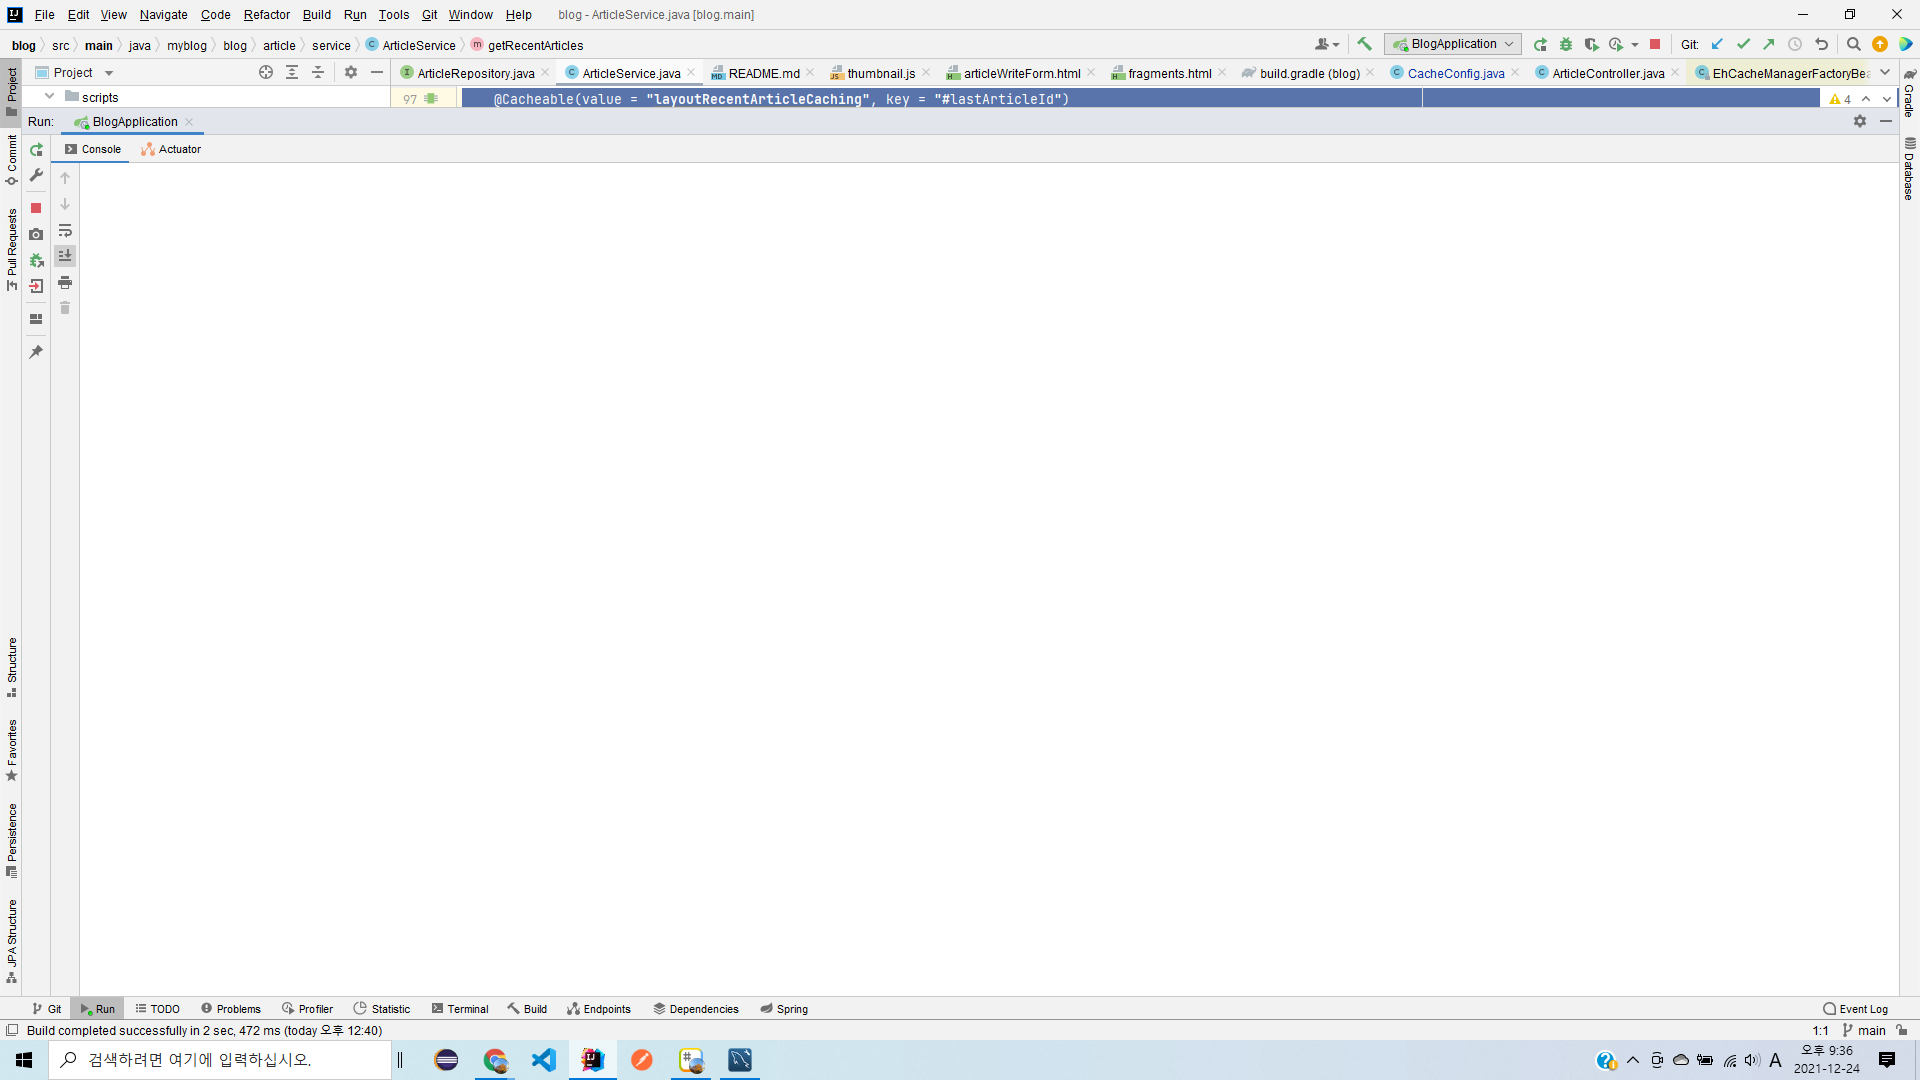 File Edit View Navigate Code Refactor Build Run Tools Git Window Help blog - ArticleService.java [blog.main]
blog src main java myblog blog article service ArticleService getRecentArticles BlogApplication Git:
Project ArticleRepository.java ArticleService.java README.md thumbnail.js articleWriteForm.html fragments.html build.gradle (blog) CacheConfig.java ArticleController.java EhCacheManagerFactoryBea
scripts 97 @Cacheable(value = "layoutRecentArticleCaching", key = "#lastArticleId") 4
Run: BlogApplication
Console Actuator
Project
Commit
Pull Requests
Structure
Favorites
Persistence
JPA Structure
Gradle
Database
Git Run TODO Problems Profiler Statistic Terminal Build Endpoints Dependencies Spring Event Log
Build completed successfully in 2 sec, 472 ms (today 오후 12:40) 1:1 main
검색하려면 여기에 입력하십시오. A 오후 9:36
2021-12-24